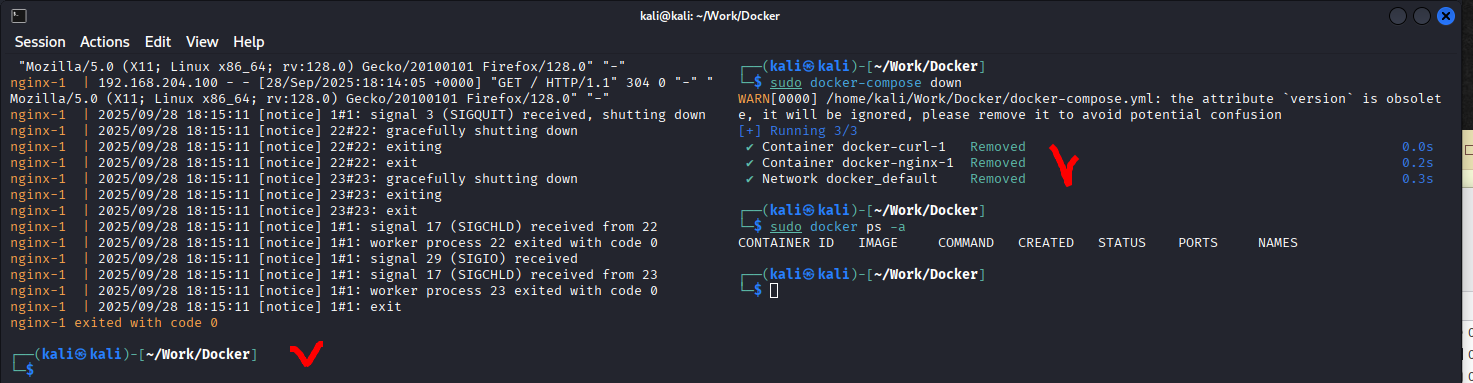 kali@kali: ~/Work/Docker
Session Actions Edit View Help
"Mozilla/5.0 (X11; Linux x86_64; rv:128.0) Gecko/20100101 Firefox/128.0" "-"
nginx-1 | 192.168.204.100 - - [28/Sep/2025:18:14:05 +0000] "GET / HTTP/1.1" 304 0 "-" "
Mozilla/5.0 (X11; Linux x86_64; rv:128.0) Gecko/20100101 Firefox/128.0" "-"
nginx-1 | 2025/09/28 18:15:11 [notice] 1#1: signal 3 (SIGQUIT) received, shutting down
nginx-1 | 2025/09/28 18:15:11 [notice] 22#22: gracefully shutting down
nginx-1 | 2025/09/28 18:15:11 [notice] 22#22: exiting
nginx-1 | 2025/09/28 18:15:11 [notice] 22#22: exit
nginx-1 | 2025/09/28 18:15:11 [notice] 23#23: gracefully shutting down
nginx-1 | 2025/09/28 18:15:11 [notice] 23#23: exiting
nginx-1 | 2025/09/28 18:15:11 [notice] 23#23: exit
nginx-1 | 2025/09/28 18:15:11 [notice] 1#1: signal 17 (SIGCHLD) received from 22
nginx-1 | 2025/09/28 18:15:11 [notice] 1#1: worker process 22 exited with code 0
nginx-1 | 2025/09/28 18:15:11 [notice] 1#1: signal 29 (SIGIO) received
nginx-1 | 2025/09/28 18:15:11 [notice] 1#1: signal 17 (SIGCHLD) received from 23
nginx-1 | 2025/09/28 18:15:11 [notice] 1#1: worker process 23 exited with code 0
nginx-1 | 2025/09/28 18:15:11 [notice] 1#1: exit
nginx-1 exited with code 0
┌──(kali㉿kali)-[~/Work/Docker]
└─$
┌──(kali㉿kali)-[~/Work/Docker]
└─$ sudo docker-compose down
WARN[0000] /home/kali/Work/Docker/docker-compose.yml: the attribute `version` is obsolet
e, it will be ignored, please remove it to avoid potential confusion
[+] Running 3/3
✔ Container docker-curl-1 Removed 0.0s
✔ Container docker-nginx-1 Removed 0.2s
✔ Network docker_default Removed 0.3s
┌──(kali㉿kali)-[~/Work/Docker]
└─$ sudo docker ps -a
CONTAINER ID IMAGE COMMAND CREATED STATUS PORTS NAMES
┌──(kali㉿kali)-[~/Work/Docker]
└─$